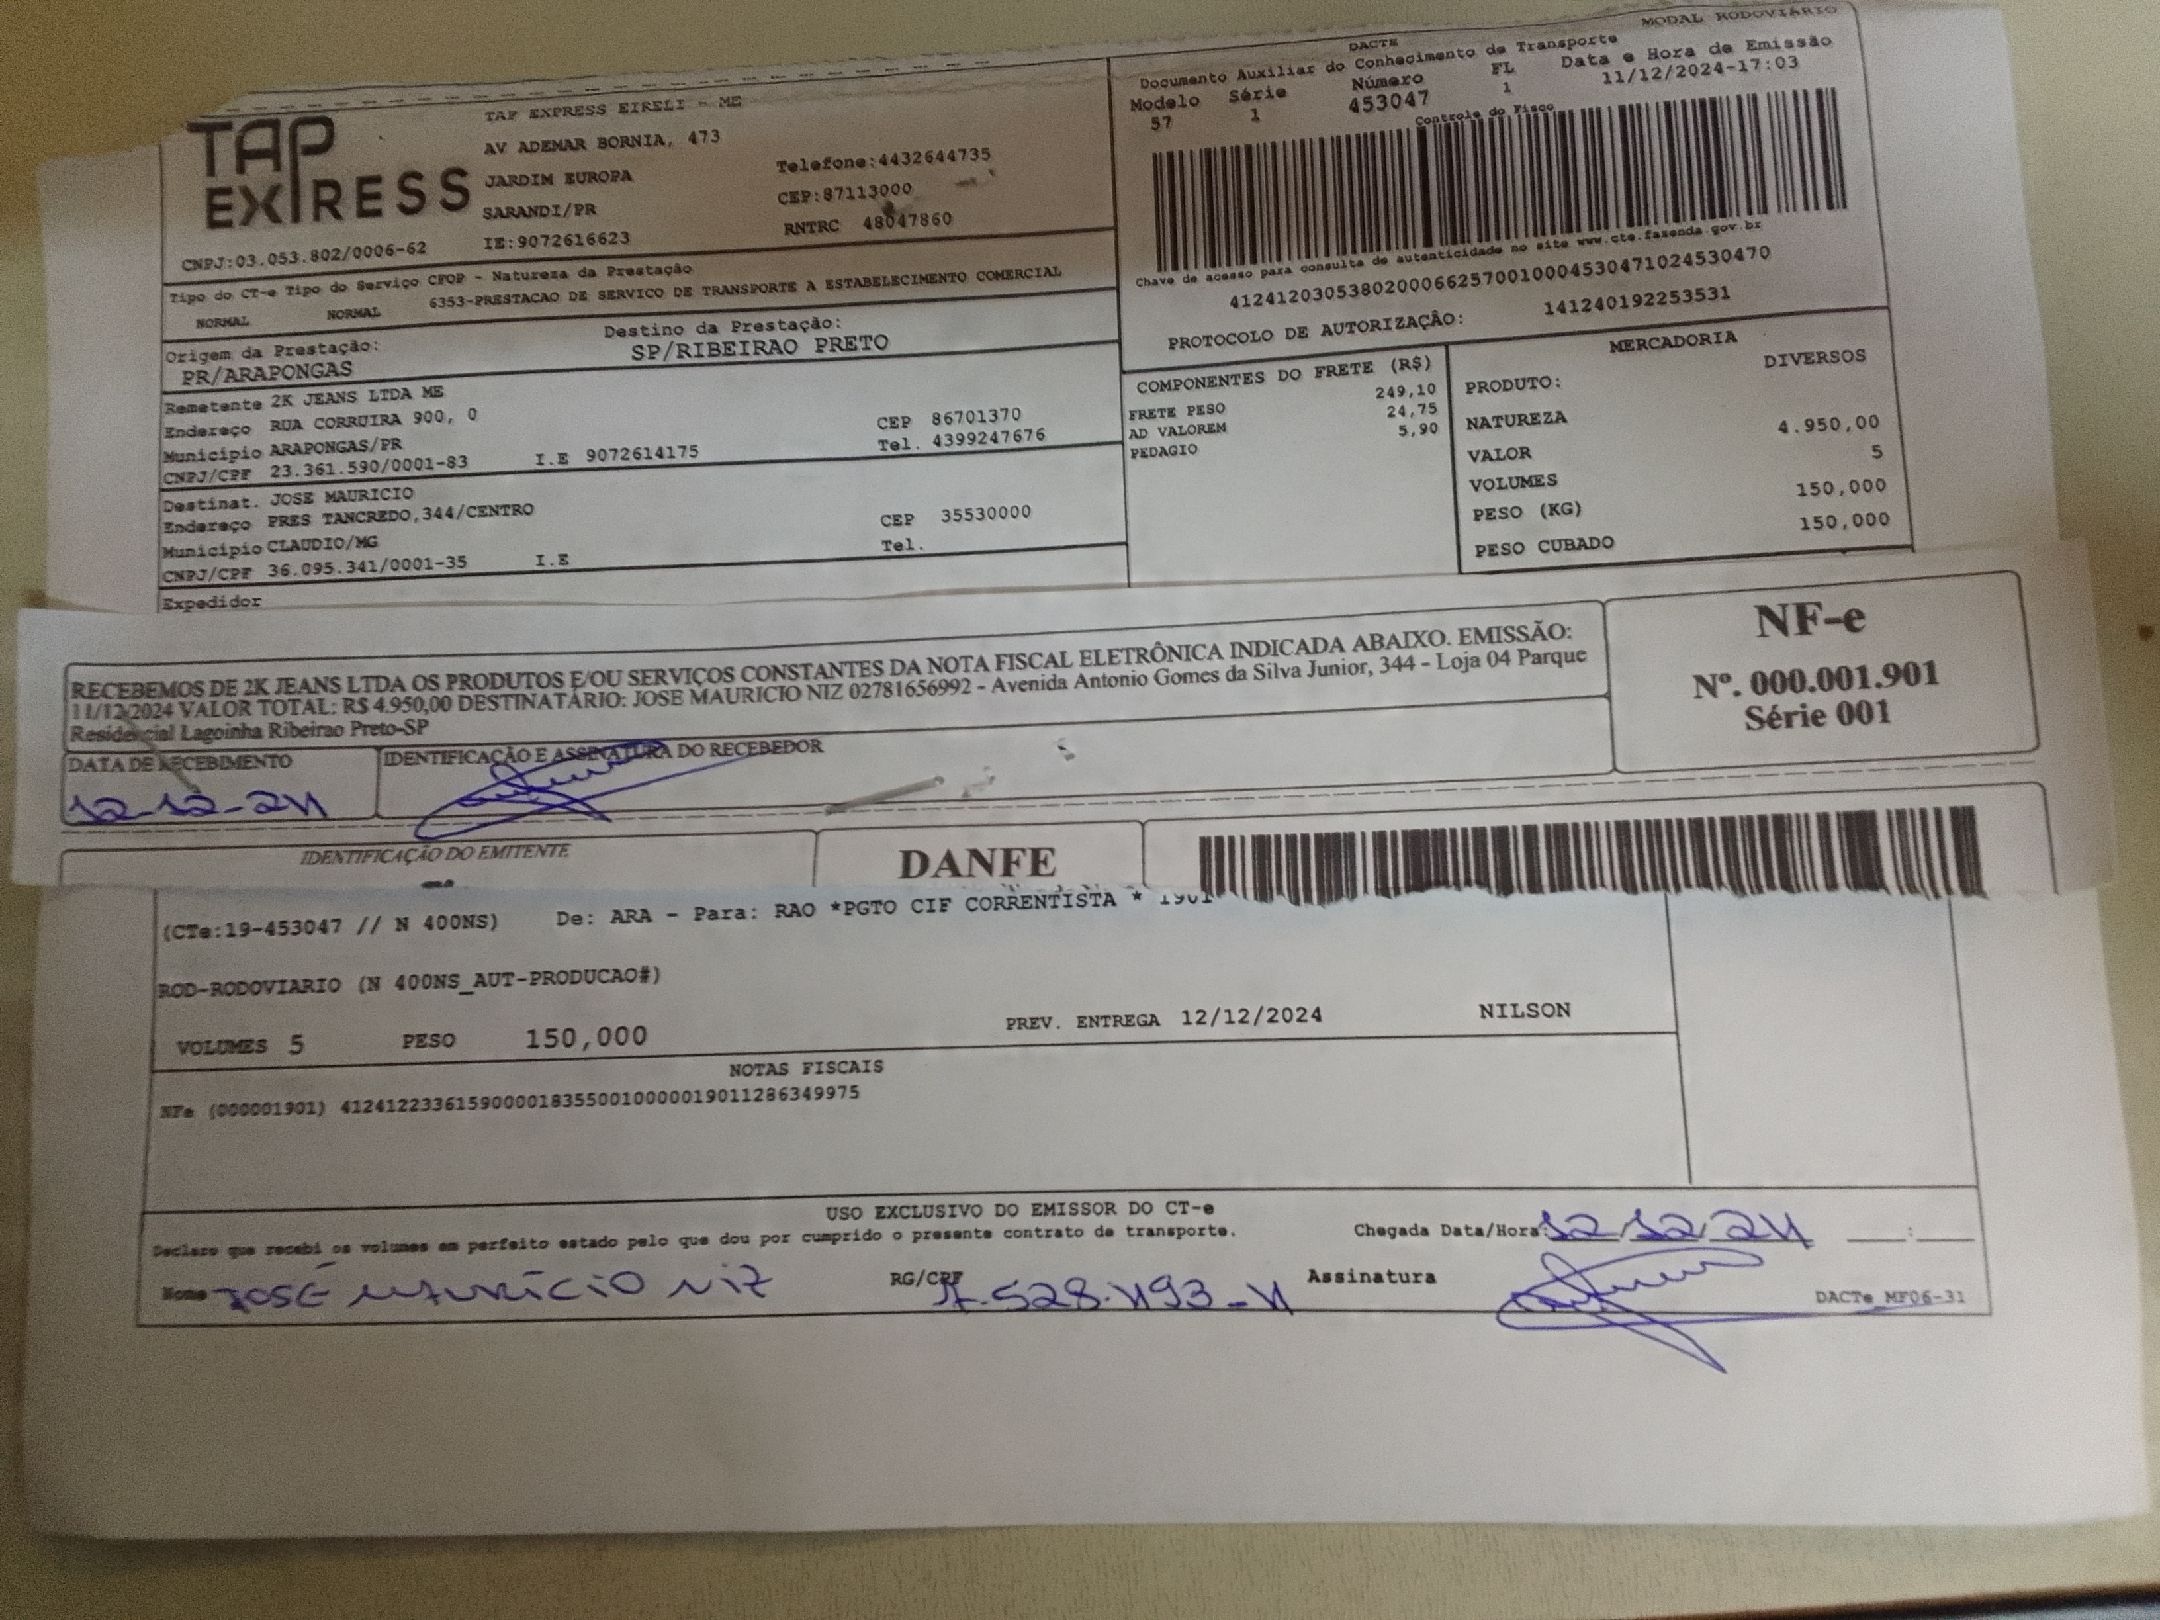 MODAL RODOVIÁRIO
DACTE
Documento Auxiliar do Conhecimento de Transporte
Modelo Série Número FL Data e Hora de Emissão
57 1 453047 1 11/12/2024-17:03
Controle do Fisco
TAP EXPRESS
TAP EXPRESS EIRELI - ME
AV ADEMAR BORNIA, 473
JARDIM EUROPA
SARANDI/PR
IE:9072616623
Telefone:4432644735
CEP:87113000
RNTRC 48047860
CNPJ:03.053.802/0006-62
Chave de acesso para consulta de autenticidade no site www.cte.fazenda.gov.br
41241203053802000662570010004530471024530470
PROTOCOLO DE AUTORIZAÇÃO: 141240192253531
Tipo do CT-e Tipo do Serviço CFOP - Natureza da Prestação
NORMAL NORMAL 6353-PRESTACAO DE SERVICO DE TRANSPORTE A ESTABELECIMENTO COMERCIAL
Origem da Prestação: Destino da Prestação:
PR/ARAPONGAS SP/RIBEIRAO PRETO
Remetente 2K JEANS LTDA ME
Endereço RUA CORRUIRA 900, 0 CEP 86701370
Município ARAPONGAS/PR Tel. 4399247676
CNPJ/CPF 23.361.590/0001-83 I.E 9072614175
Destinat. JOSE MAURICIO
Endereço PRES TANCREDO,344/CENTRO CEP 35530000
Município CLAUDIO/MG Tel.
CNPJ/CPF 36.095.341/0001-35 I.E
Expedidor
COMPONENTES DO FRETE (R$)
FRETE PESO 249,10
AD VALOREM 24,75
PEDAGIO 5,90
MERCADORIA
PRODUTO: DIVERSOS
NATUREZA
VALOR 4.950,00
VOLUMES 5
PESO (KG) 150,000
PESO CUBADO 150,000
RECEBEMOS DE 2K JEANS LTDA OS PRODUTOS E/OU SERVIÇOS CONSTANTES DA NOTA FISCAL ELETRÔNICA INDICADA ABAIXO. EMISSÃO:
11/12/2024 VALOR TOTAL: R$ 4.950,00 DESTINATÁRIO: JOSE MAURICIO NIZ 02781656992 - Avenida Antonio Gomes da Silva Junior, 344 - Loja 04 Parque
Residencial Lagoinha Ribeirao Preto-SP
NF-e
Nº. 000.001.901
Série 001
DATA DE RECEBIMENTO IDENTIFICAÇÃO E ASSINATURA DO RECEBEDOR
12-12-24
IDENTIFICAÇÃO DO EMITENTE
DANFE
(CTe:19-453047 // N 400NS) De: ARA - Para: RAO *PGTO CIF CORRENTISTA * 1901
ROD-RODOVIARIO (N 400NS_AUT-PRODUCAO#)
VOLUMES 5 PESO 150,000 PREV. ENTREGA 12/12/2024 NILSON
NOTAS FISCAIS
NFe (000001901) 41241223361590000183550010000019011286349975
USO EXCLUSIVO DO EMISSOR DO CT-e
Declaro que recebi os volumes em perfeito estado pelo que dou por cumprido o presente contrato de transporte.
Chegada Data/Hora 12 12 24
Nome JOSÉ MAURÍCIO NIZ RG/CPF 7.528.493-4 Assinatura
DACTe MF06-31